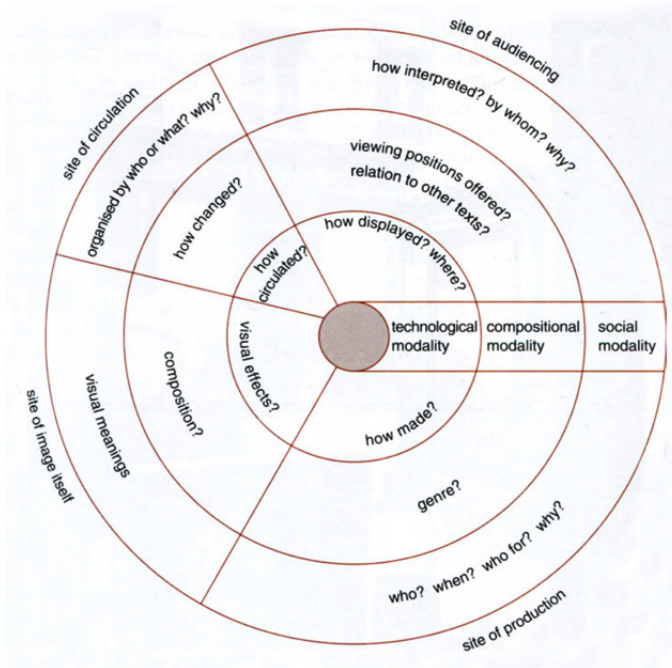 site of audiencing
how interpreted? by whom? why?
viewing positions offered?
relation to other texts?
how displayed? where?
site of circulation
organised by who or what? why?
how changed?
how
circulated?
technological
modality
compositional
modality
social
modality
site of image itself
visual meanings
composition?
visual effects?
how made?
genre?
who? when? who for? why?
site of production